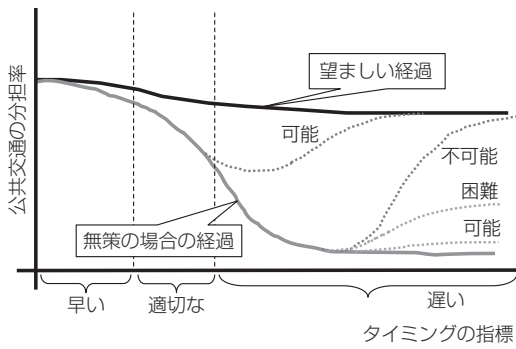 公共交通の分担率
望ましい経過
可能
不可能
困難
可能
無策の場合の経過
早い
適切な
遅い
タイミングの指標